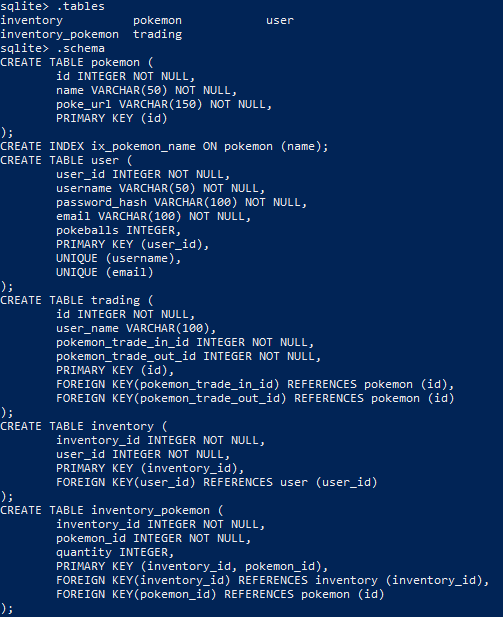 sqlite> .tables
inventory          pokemon            user
inventory_pokemon  trading
sqlite> .schema
CREATE TABLE pokemon (
        id INTEGER NOT NULL,
        name VARCHAR(50) NOT NULL,
        poke_url VARCHAR(150) NOT NULL,
        PRIMARY KEY (id)
);
CREATE INDEX ix_pokemon_name ON pokemon (name);
CREATE TABLE user (
        user_id INTEGER NOT NULL,
        username VARCHAR(50) NOT NULL,
        password_hash VARCHAR(100) NOT NULL,
        email VARCHAR(100) NOT NULL,
        pokeballs INTEGER,
        PRIMARY KEY (user_id),
        UNIQUE (username),
        UNIQUE (email)
);
CREATE TABLE trading (
        id INTEGER NOT NULL,
        user_name VARCHAR(100),
        pokemon_trade_in_id INTEGER NOT NULL,
        pokemon_trade_out_id INTEGER NOT NULL,
        PRIMARY KEY (id),
        FOREIGN KEY(pokemon_trade_in_id) REFERENCES pokemon (id),
        FOREIGN KEY(pokemon_trade_out_id) REFERENCES pokemon (id)
);
CREATE TABLE inventory (
        inventory_id INTEGER NOT NULL,
        user_id INTEGER NOT NULL,
        PRIMARY KEY (inventory_id),
        FOREIGN KEY(user_id) REFERENCES user (user_id)
);
CREATE TABLE inventory_pokemon (
        inventory_id INTEGER NOT NULL,
        pokemon_id INTEGER NOT NULL,
        quantity INTEGER,
        PRIMARY KEY (inventory_id, pokemon_id),
        FOREIGN KEY(inventory_id) REFERENCES inventory (inventory_id),
        FOREIGN KEY(pokemon_id) REFERENCES pokemon (id)
);